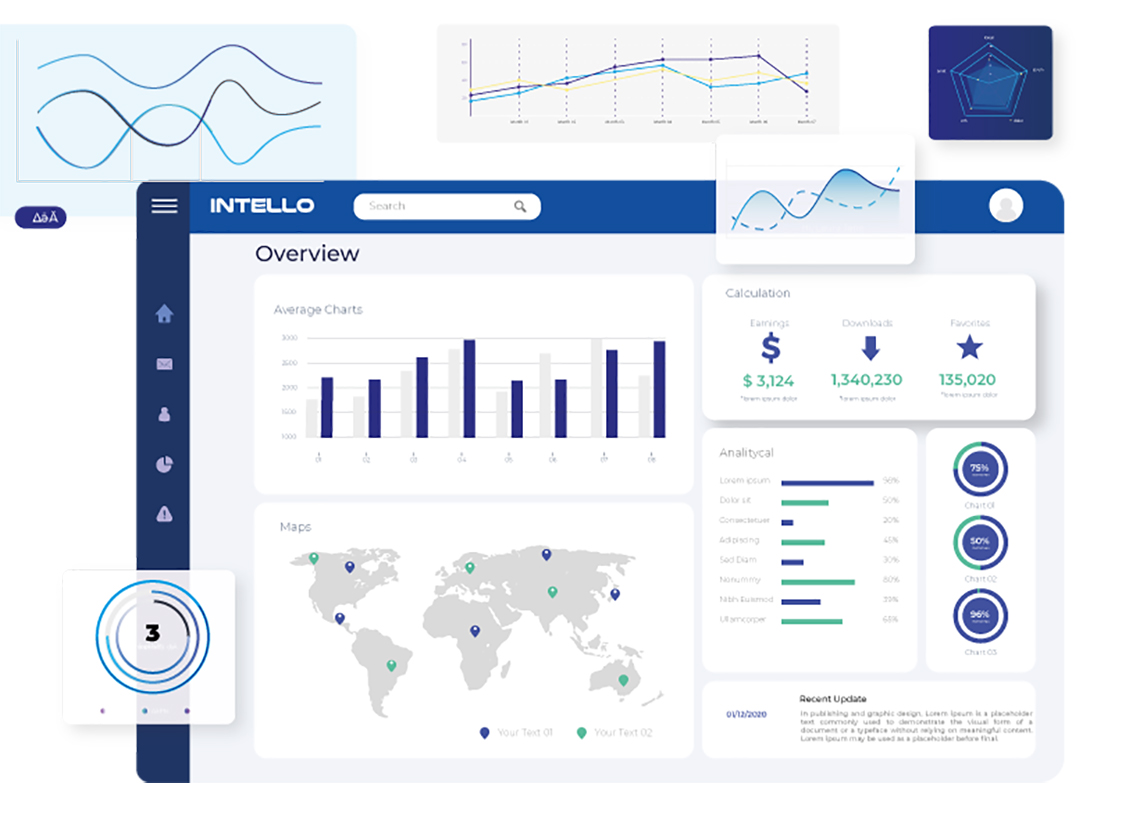 ΔäÃ
INTELLO
Search
Overview
Average Charts
3000
2500
2000
1500
1000
01
02
03
04
05
06
07
08
Calculation
Earnings
Downloads
Favorites
$
$ 3,124
1,340,230
135,020
*lorem ipsum dolor
*lorem ipsum dolor
*lorem ipsum dolor
Analitycal
Lorem ipsum
Dolor sit
50%
Consectetuer
20%
Adipiscing
45%
Sed Diam
30%
Nonummy
Nibh Euismod
39%
Ullamcorper
75%
Chart 01
50%
Chart 02
96%
Chart 03
Maps
Your Text 01
Your Text 02
3
Recent Update
01/12/2020
In publishing and graphic design, Lorem Ipsum is a placeholder
text commonly used to demonstrate the visual form of a
document or a typeface without relying on meaningful content.
Lorem Ipsum may be used as a placeholder before final.